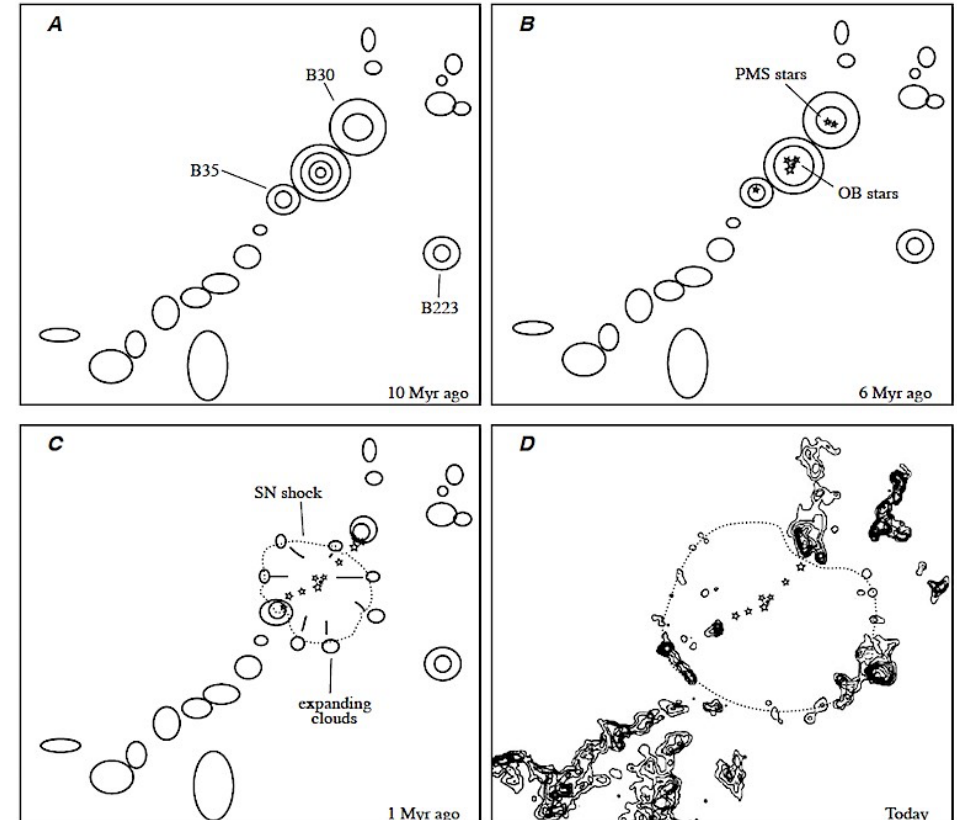 A
B30
B35
B223
10 Myr ago
B
PMS stars
OB stars
6 Myr ago
C
SN shock
expanding
clouds
1 Myr ago
D
Today